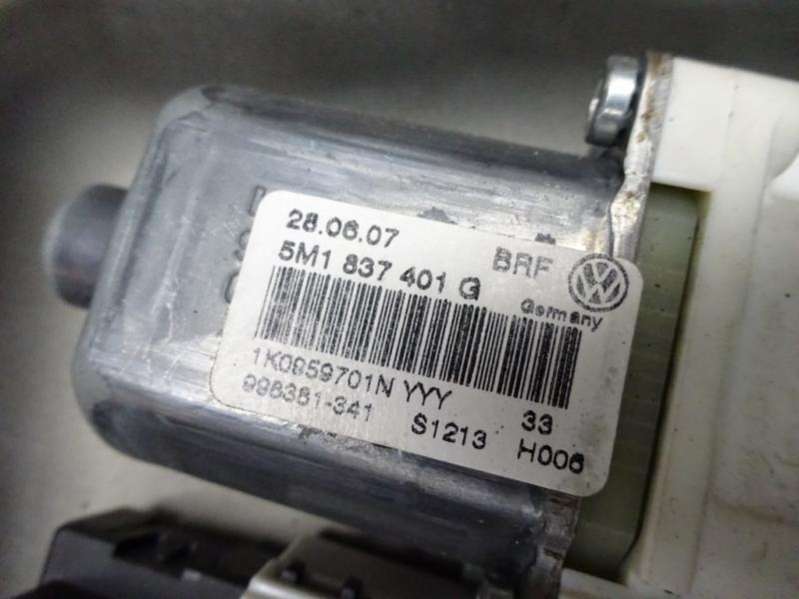 28.06.07
BRF
5M1 837 401 G
Germany
1K0959701N YYY 33
998381-341 S1213 H006